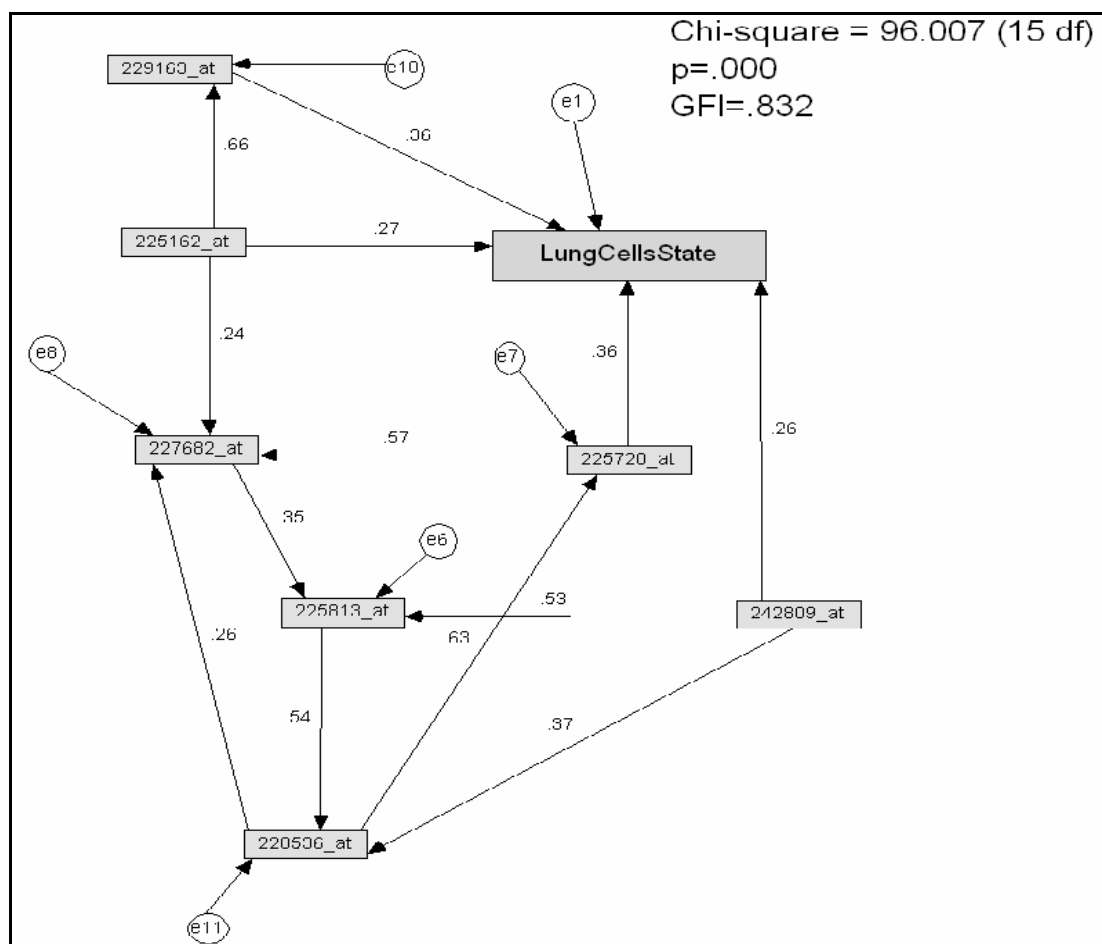 Chi-square = 96.007 (15 df)
p=.000
GFI=.832
229160_at
c10
e1
.06
.66
225162_at
.27
LungCellsState
.24
e8
e7
.36
.26
.57
227682_at
225720_at
.35
e6
.53
225813_at
242809_at
.26
.63
.54
.37
220506_at
e11